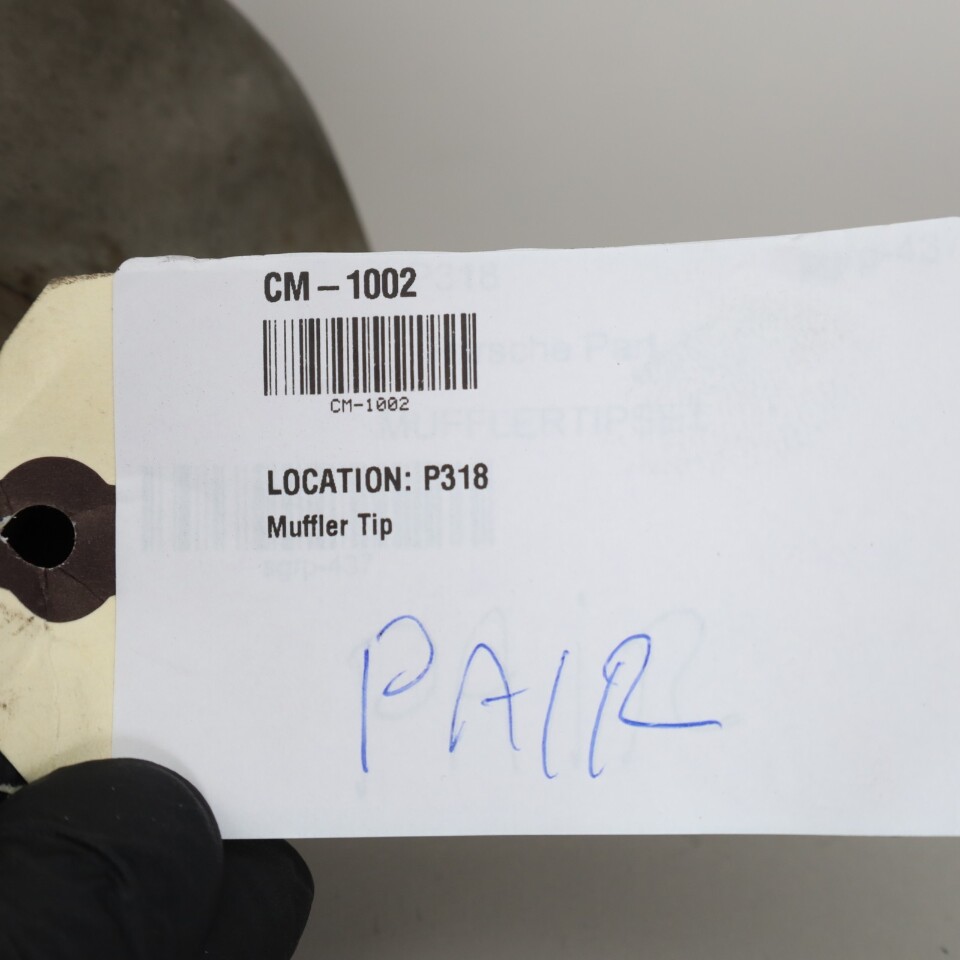 CM-1002
CM-1002
LOCATION: P318
Muffler Tip
PAIR